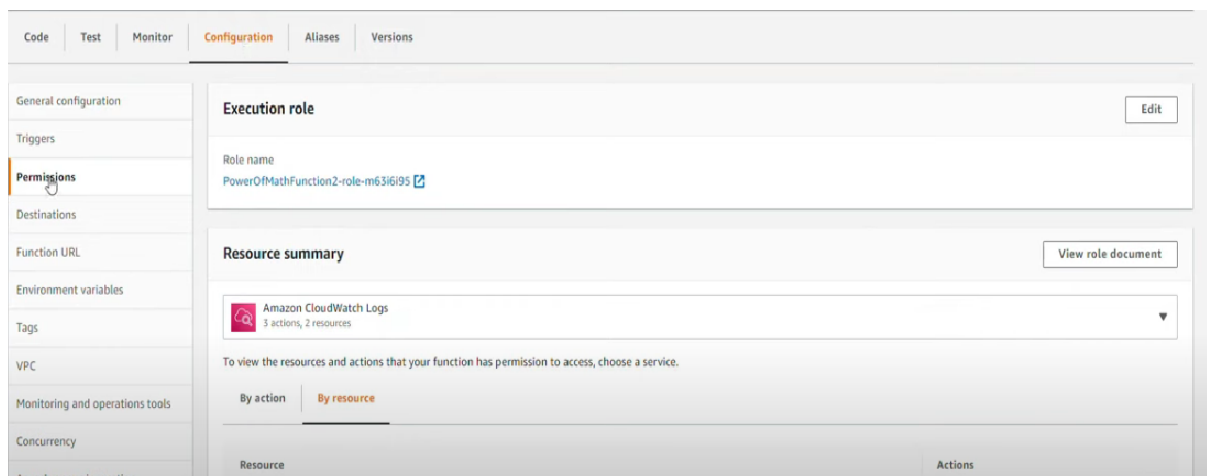 Code
Test
Monitor
Configuration
Aliases
Versions
General configuration
Triggers
Permissions
Destinations
Function URL
Environment variables
Tags
VPC
Monitoring and operations tools
Concurrency
Execution role
Edit
Role name
PowerOfMathFunction2-role-m63i6i95
Resource summary
View role document
Amazon CloudWatch Logs
3 actions, 2 resources
To view the resources and actions that your function has permission to access, choose a service.
By action
By resource
Resource
Actions